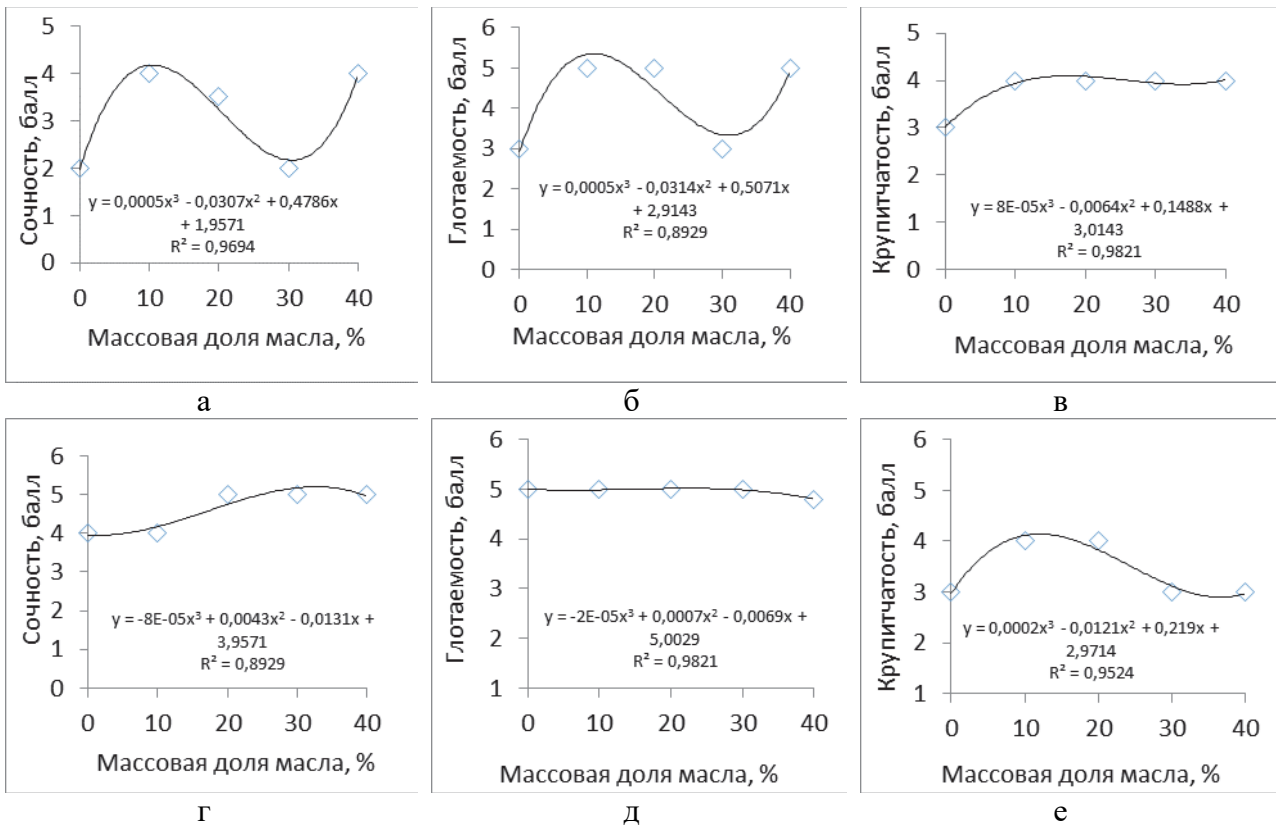 5
4
3
2
1
0
Сочность, балл
y = 0,0005x³ - 0,0307x² + 0,4786x
+ 1,9571
R² = 0,9694
0 10 20 30 40
Массовая доля масла, %
а
6
5
4
3
2
1
0
Глотаемость, балл
y = 0,0005x³ - 0,0314x² + 0,5071x
+ 2,9143
R² = 0,8929
0 10 20 30 40
Массовая доля масла, %
б
5
4
3
2
1
0
Крупитчатость, балл
y = 8E-05x³ - 0,0064x² + 0,1488x +
3,0143
R² = 0,9821
0 10 20 30 40
Массовая доля масла, %
в
6
5
4
3
2
1
0
Сочность, балл
y = -8E-05x³ + 0,0043x² - 0,0131x +
3,9571
R² = 0,8929
0 10 20 30 40
Массовая доля масла, %
г
6
5
4
3
2
1
Глотаемость, балл
y = -2E-05x³ + 0,0007x² - 0,0069x +
5,0029
R² = 0,9821
0 10 20 30 40
Массовая доля масла, %
д
6
5
4
3
2
1
Крупитчатость, балл
y = 0,0002x³ - 0,0121x² + 0,219x +
2,9714
R² = 0,9524
0 10 20 30 40
Массовая доля масла, %
е